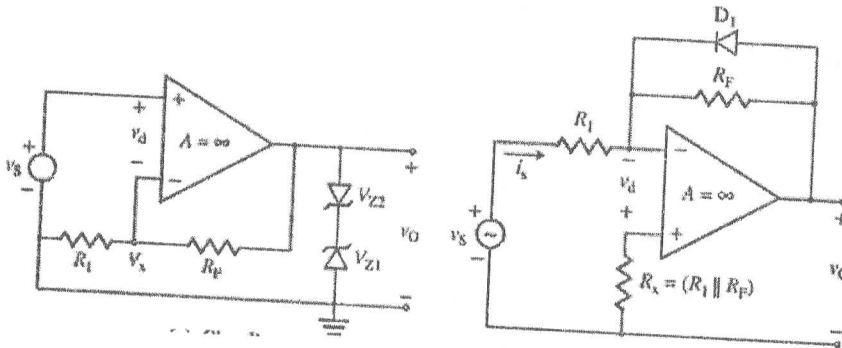 +
v_d
−
+
−
A = ∞
+
v_S
−
R_1
V_x
R_F
V_Z2
V_Z1
+
v_O
−
D_1
R_F
R_1
i_s
−
v_d
+
−
+
A = ∞
+
v_S
~
−
R_x = (R_1 || R_F)
+
v_O
−